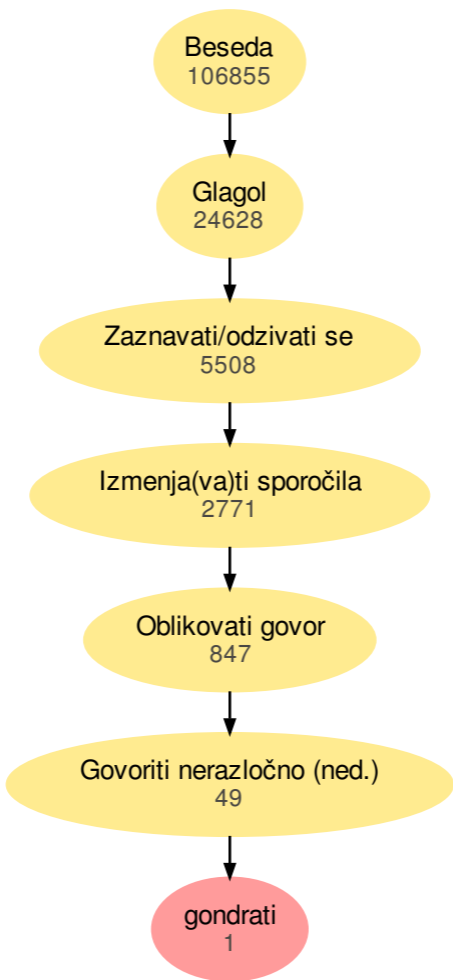 Beseda
106855
Glagol
24628
Zaznavati/odzivati se
5508
Izmenja(va)ti sporočila
2771
Oblikovati govor
847
Govoriti nerazločno (ned.)
49
gondrati
1